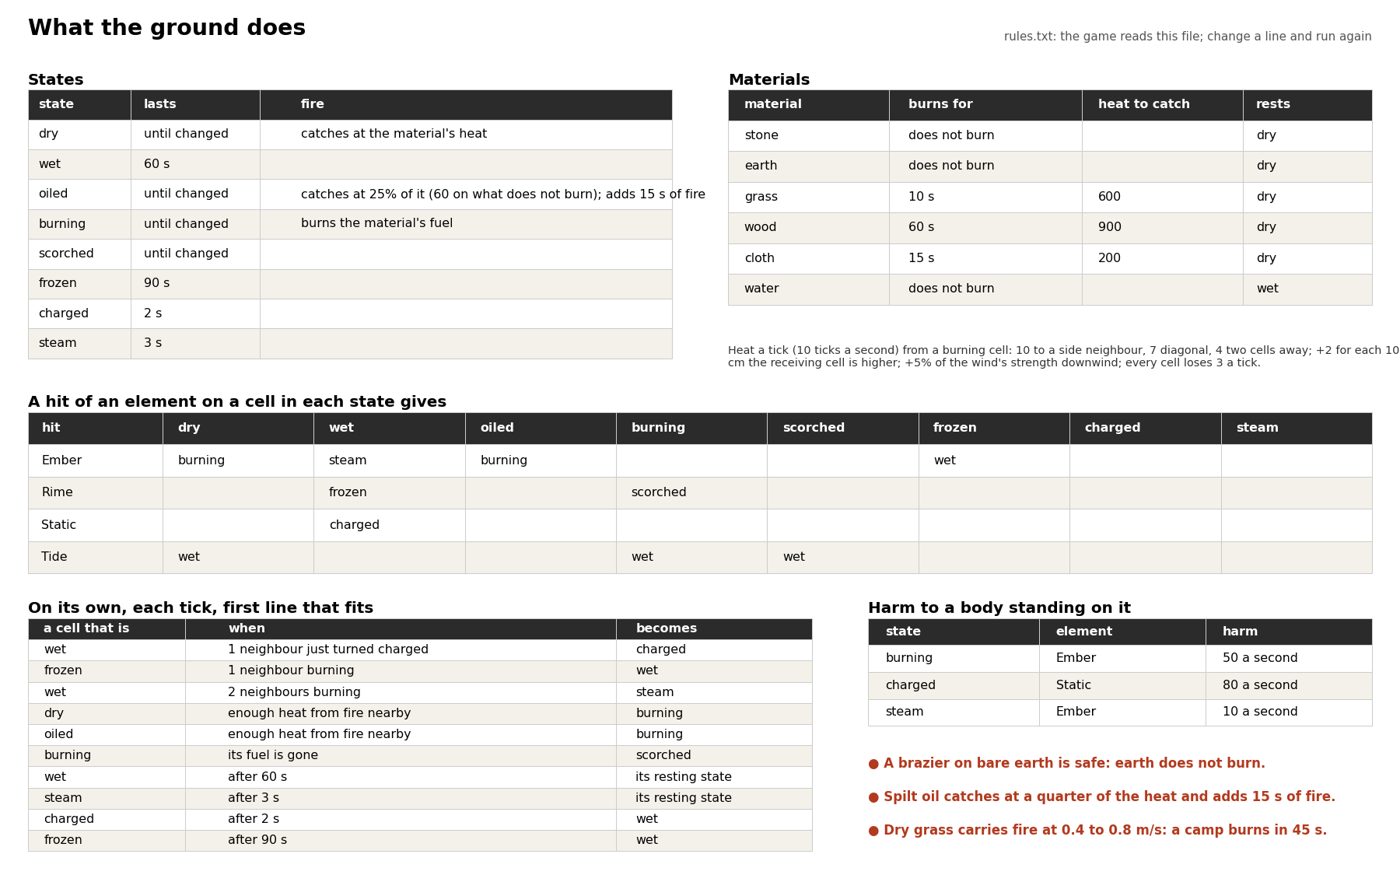 What the ground does
rules.txt: the game reads this file; change a line and run again
States
state lasts fire
dry until changed catches at the material's heat
wet 60 s
oiled until changed catches at 25% of it (60 on what does not burn); adds 15 s of fire
burning until changed burns the material's fuel
scorched until changed
frozen 90 s
charged 2 s
steam 3 s
Materials
material burns for heat to catch rests
stone does not burn dry
earth does not burn dry
grass 10 s 600 dry
wood 60 s 900 dry
cloth 15 s 200 dry
water does not burn wet
Heat a tick (10 ticks a second) from a burning cell: 10 to a side neighbour, 7 diagonal, 4 two cells away; +2 for each 10
cm the receiving cell is higher; +5% of the wind's strength downwind; every cell loses 3 a tick.
A hit of an element on a cell in each state gives
hit dry wet oiled burning scorched frozen charged steam
Ember burning steam burning wet
Rime frozen scorched
Static charged
Tide wet wet wet
On its own, each tick, first line that fits
a cell that is when becomes
wet 1 neighbour just turned charged charged
frozen 1 neighbour burning wet
wet 2 neighbours burning steam
dry enough heat from fire nearby burning
oiled enough heat from fire nearby burning
burning its fuel is gone scorched
wet after 60 s its resting state
steam after 3 s its resting state
charged after 2 s wet
frozen after 90 s wet
Harm to a body standing on it
state element harm
burning Ember 50 a second
charged Static 80 a second
steam Ember 10 a second
● A brazier on bare earth is safe: earth does not burn.
● Spilt oil catches at a quarter of the heat and adds 15 s of fire.
● Dry grass carries fire at 0.4 to 0.8 m/s: a camp burns in 45 s.